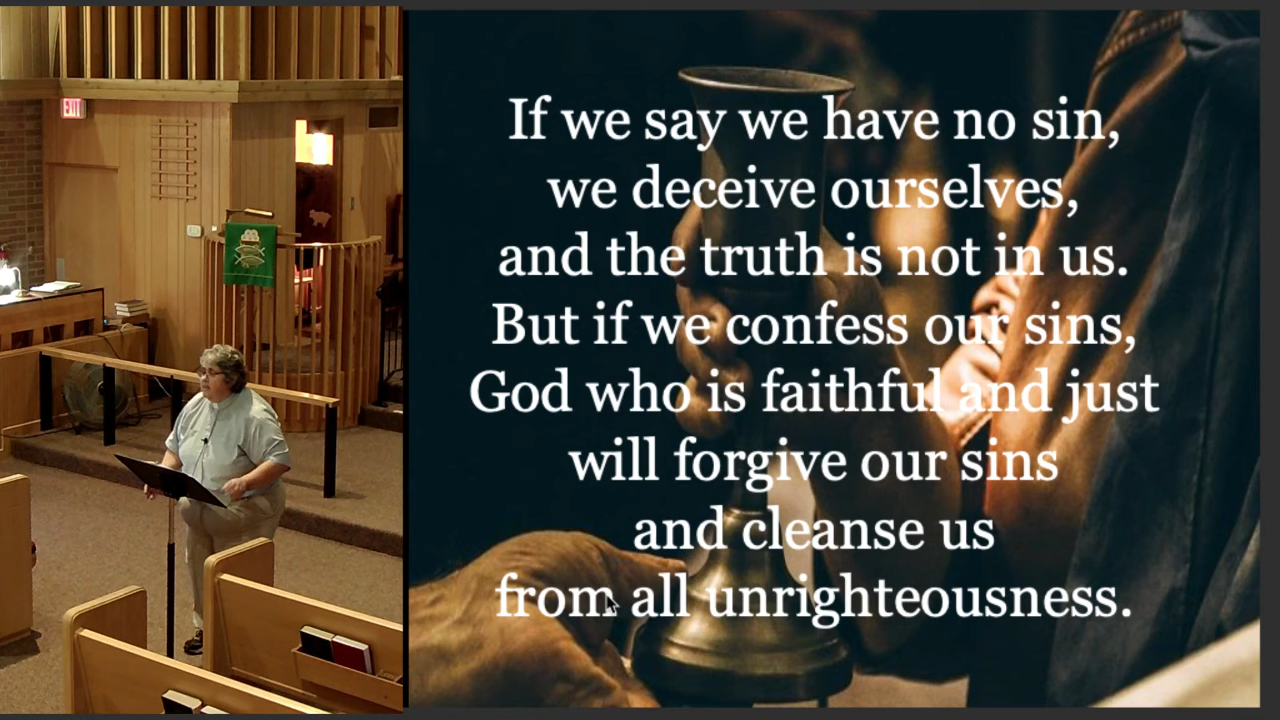 EXIT
If we say we have no sin,
we deceive ourselves,
and the truth is not in us.
But if we confess our sins,
God who is faithful and just
will forgive our sins
and cleanse us
from all unrighteousness.